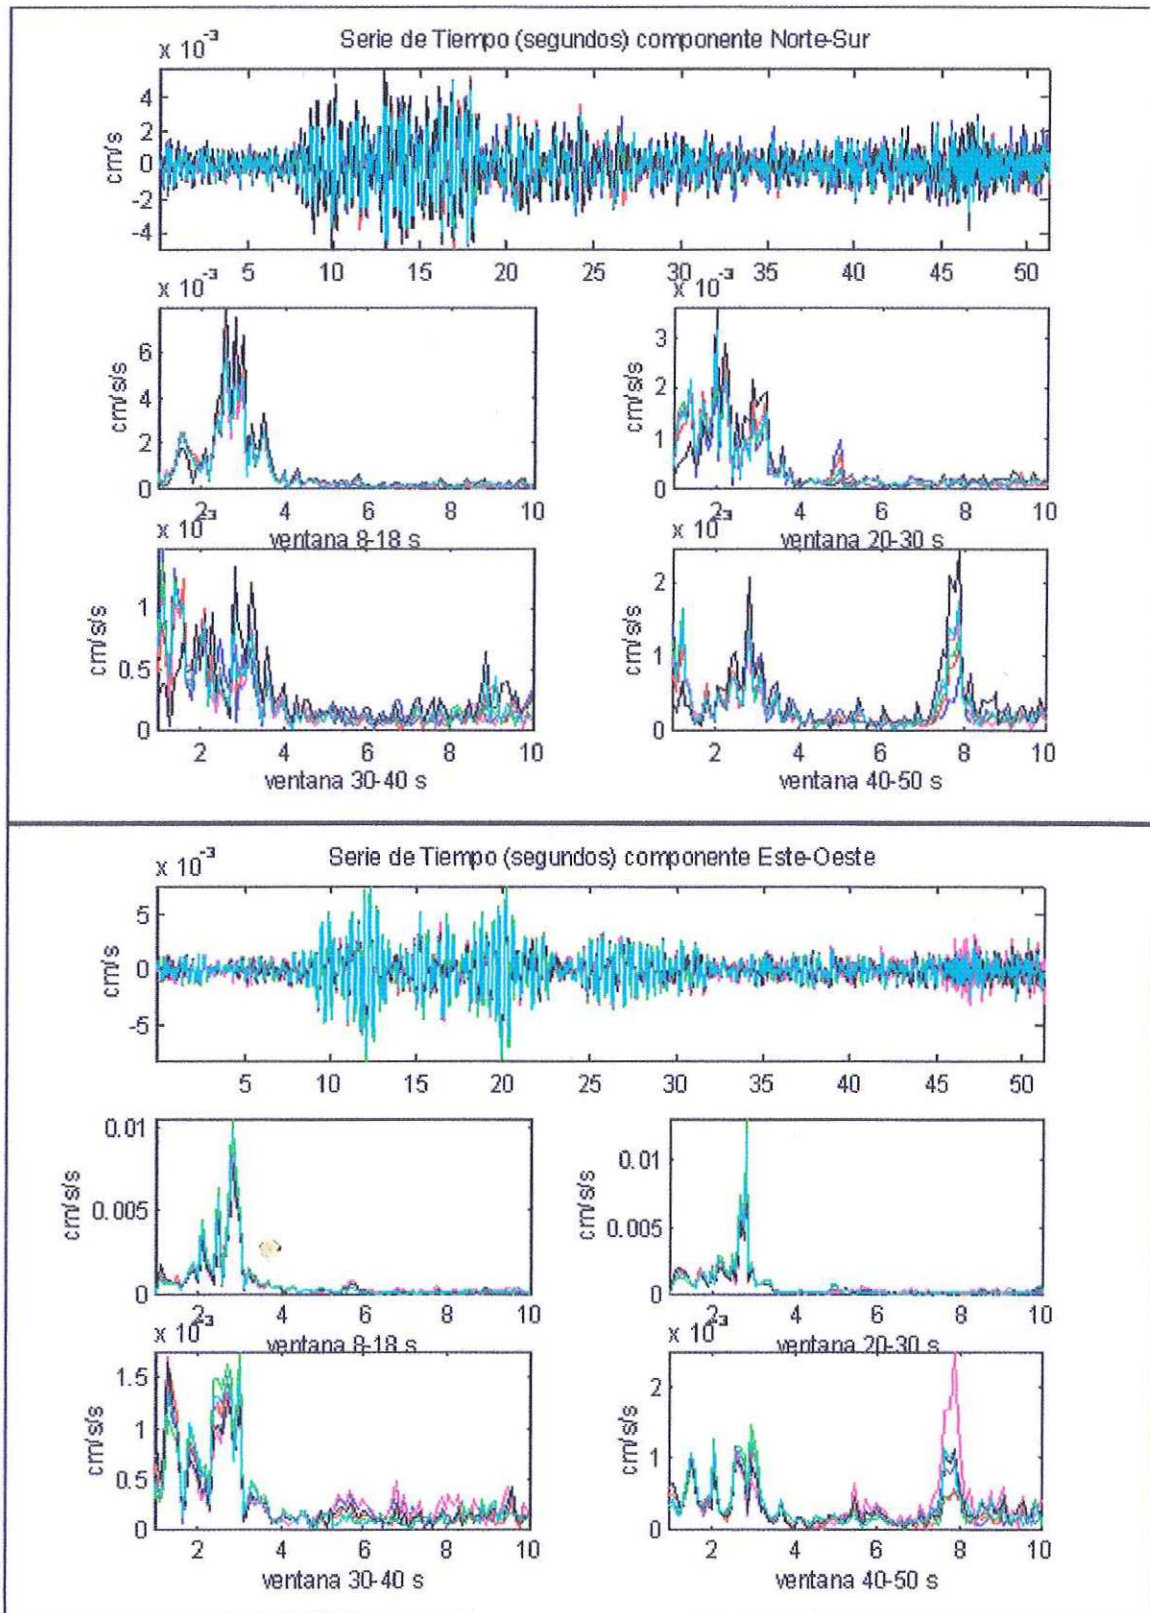 Serie de Tiempo (segundos) componente Norte-Sur
x 10⁻³
cm/s
4
2
0
-2
-4
5 10 15 20 25 30 35 40 45 50
x 10⁻³
cm/s/s
6
4
2
0
2 4 6 8 10
ventana 8-18 s
x 10⁻³
cm/s/s
3
2
1
0
2 4 6 8 10
ventana 20-30 s
x 10⁻³
cm/s/s
1
0.5
0
2 4 6 8 10
ventana 30-40 s
x 10⁻³
cm/s/s
2
1
0
2 4 6 8 10
ventana 40-50 s
Serie de Tiempo (segundos) componente Este-Oeste
x 10⁻³
cm/s
5
0
-5
5 10 15 20 25 30 35 40 45 50
cm/s/s
0.01
0.005
0
2 4 6 8 10
ventana 8-18 s
cm/s/s
0.01
0.005
0
2 4 6 8 10
ventana 20-30 s
x 10⁻³
cm/s/s
1.5
1
0.5
0
2 4 6 8 10
ventana 30-40 s
x 10⁻³
cm/s/s
2
1
0
2 4 6 8 10
ventana 40-50 s